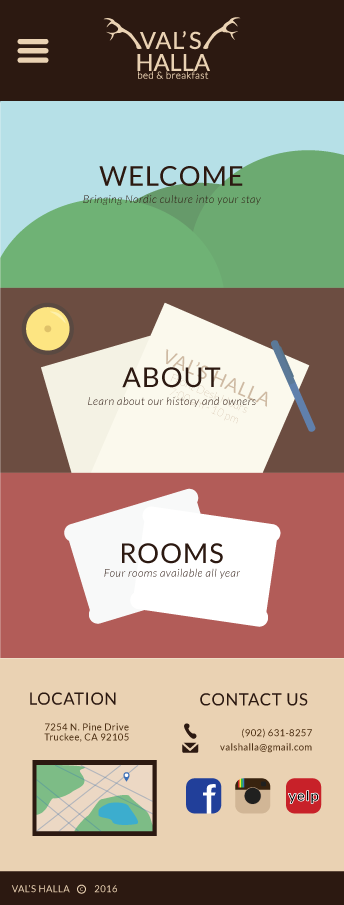 VAL'S
HALLA
bed & breakfast
WELCOME
Bringing Nordic culture into your stay
VAL'S HALLA
ABOUT
Learn about our history and owners
10 pm
ROOMS
Four rooms available all year
LOCATION
7254 N. Pine Drive
Truckee, CA 92105
CONTACT US
(902) 631-8257
valshalla@gmail.com
f
yelp
VAL'S HALLA © 2016